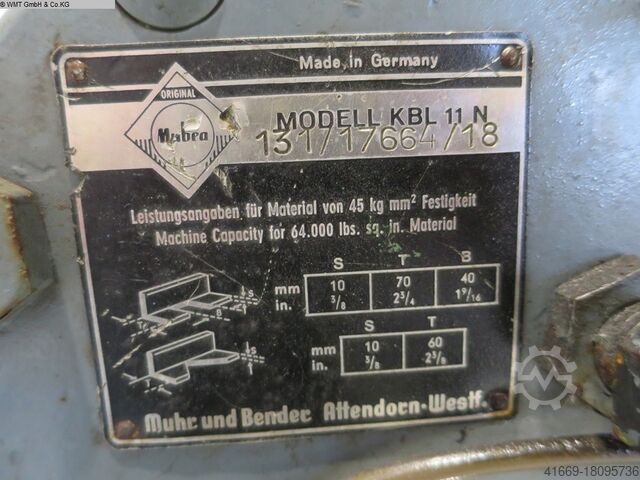 © WMT GmbH & Co.KG
Made in Germany
ORIGINAL
Mubea
MODELL KBL 11 N
131/17664/18
Leistungsangaben für Material von 45 kg mm² Festigkeit
Machine Capacity for 64.000 lbs. sq. in. Material
S T B
mm 10 70 40
in. 3/8 2 3/4 1 9/16
S T
mm 10 60
in. 3/8 2 3/8
Muhr und Bender Attendorn-Westf.
41669-18095736